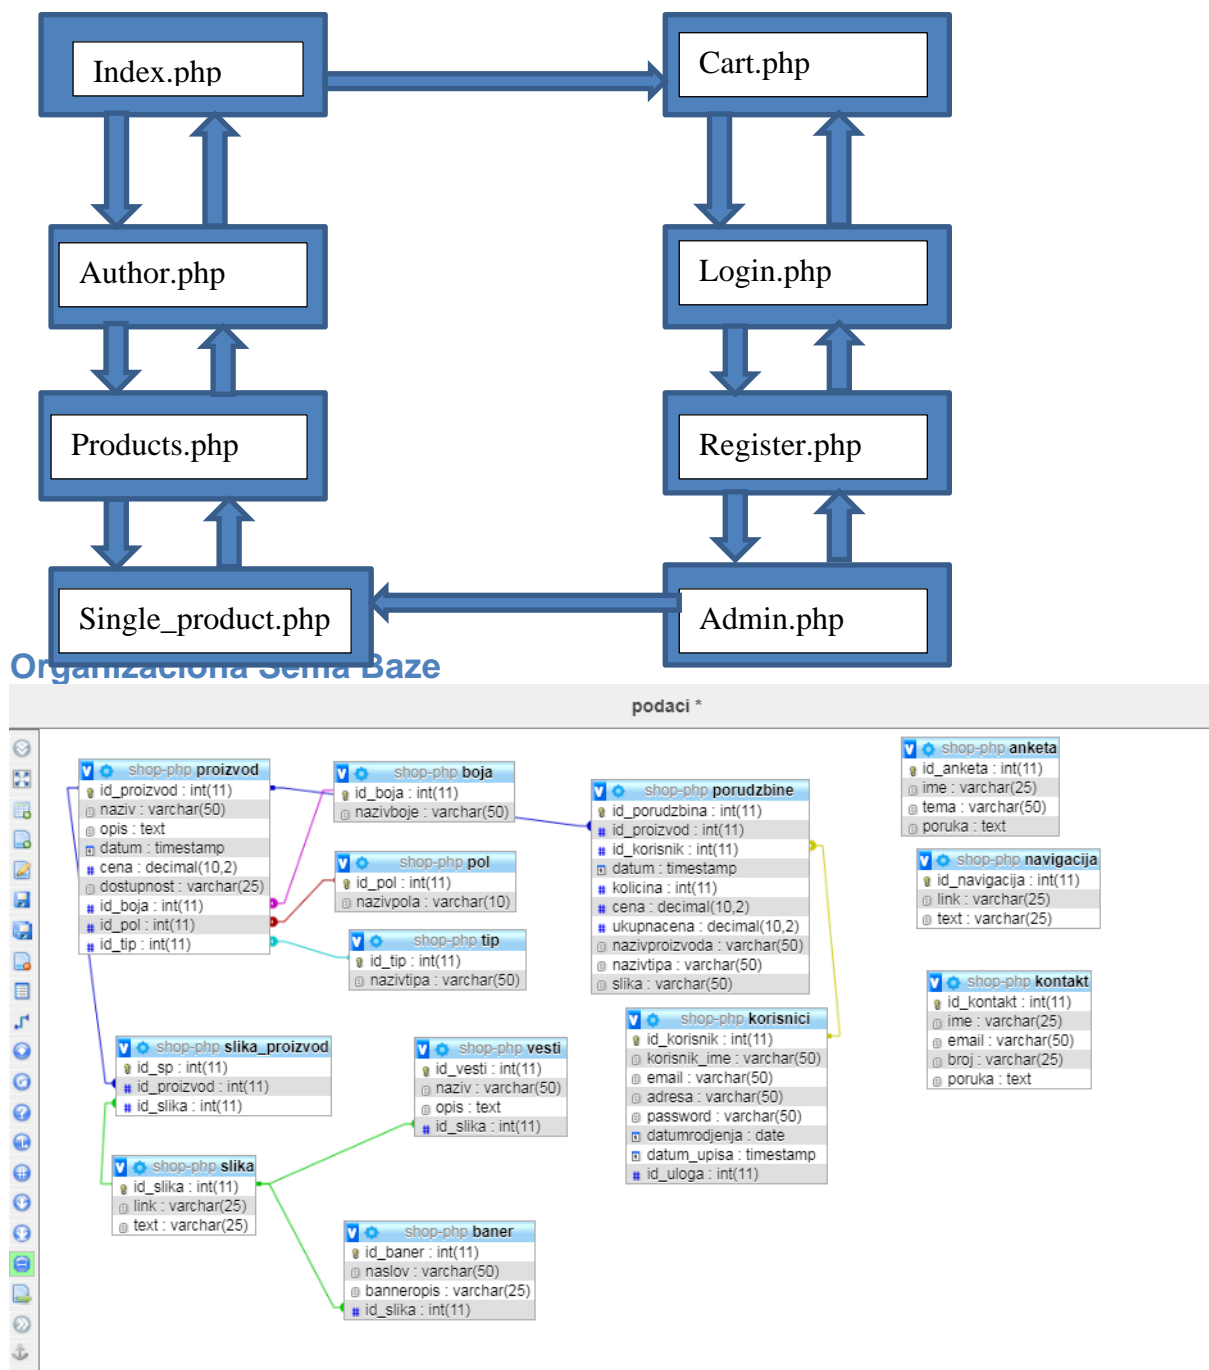 Index.php
Cart.php
Author.php
Login.php
Products.php
Register.php
Single_product.php
Admin.php
Organizaciona Sema Baze
podaci *
shop-php proizvod
id_proizvod : int(11)
naziv : varchar(50)
opis : text
datum : timestamp
cena : decimal(10,2)
dostupnost : varchar(25)
id_boja : int(11)
id_pol : int(11)
id_tip : int(11)
shop-php boja
id_boja : int(11)
nazivboje : varchar(50)
shop-php pol
id_pol : int(11)
nazivpola : varchar(10)
shop-php tip
id_tip : int(11)
nazivtipa : varchar(50)
shop-php porudzbine
id_porudzbina : int(11)
id_proizvod : int(11)
id_korisnik : int(11)
datum : timestamp
kolicina : int(11)
cena : decimal(10,2)
ukupnacena : decimal(10,2)
nazivproizvoda : varchar(50)
nazivtipa : varchar(50)
slika : varchar(50)
shop-php anketa
id_anketa : int(11)
ime : varchar(25)
tema : varchar(50)
poruka : text
shop-php navigacija
id_navigacija : int(11)
link : varchar(25)
text : varchar(25)
shop-php kontakt
id_kontakt : int(11)
ime : varchar(25)
email : varchar(50)
broj : varchar(25)
poruka : text
shop-php korisnici
id_korisnik : int(11)
korisnik_ime : varchar(50)
email : varchar(50)
adresa : varchar(50)
password : varchar(50)
datumrodjenja : date
datum_upisa : timestamp
id_uloga : int(11)
shop-php slika_proizvod
id_sp : int(11)
id_proizvod : int(11)
id_slika : int(11)
shop-php vesti
id_vesti : int(11)
naziv : varchar(50)
opis : text
id_slika : int(11)
shop-php slika
id_slika : int(11)
link : varchar(25)
text : varchar(25)
shop-php baner
id_baner : int(11)
naslov : varchar(50)
banneropis : varchar(25)
id_slika : int(11)